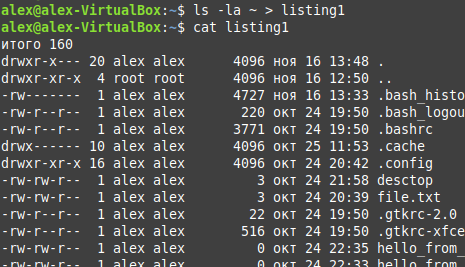 alex@alex-VirtualBox:~$ ls -la ~ > listing1
alex@alex-VirtualBox:~$ cat listing1
итого 160
drwxr-x--- 20 alex alex 4096 ноя 16 13:48 .
drwxr-xr-x 4 root root 4096 ноя 16 12:50 ..
-rw------- 1 alex alex 4727 ноя 16 13:33 .bash_histo
-rw-r--r-- 1 alex alex 220 окт 24 19:50 .bash_logou
-rw-r--r-- 1 alex alex 3771 окт 24 19:50 .bashrc
drwx------ 10 alex alex 4096 окт 25 11:53 .cache
drwxr-xr-x 16 alex alex 4096 окт 24 20:42 .config
-rw-rw-r-- 1 alex alex 3 окт 24 21:58 desctop
-rw-rw-r-- 1 alex alex 3 окт 24 20:39 file.txt
-rw-r--r-- 1 alex alex 22 окт 24 19:50 .gtkrc-2.0
-rw-r--r-- 1 alex alex 516 окт 24 19:50 .gtkrc-xfce
-rw-rw-r-- 1 alex alex 0 окт 24 22:35 hello_from_
-rw-rw-r-- 1 alex alex 0 окт 24 22:33 hello_from_